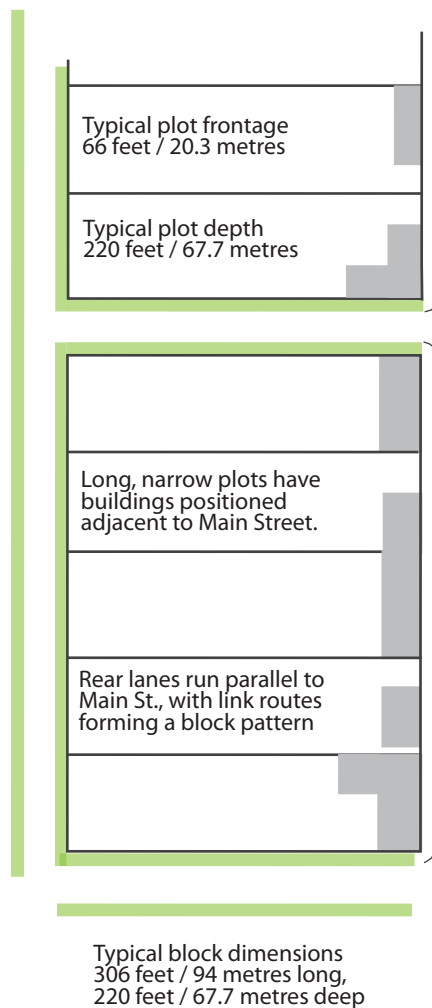 Typical plot frontage
66 feet / 20.3 metres
Typical plot depth
220 feet / 67.7 metres
Long, narrow plots have
buildings positioned
adjacent to Main Street.
Rear lanes run parallel to
Main St., with link routes
forming a block pattern
Typical block dimensions
306 feet / 94 metres long,
220 feet / 67.7 metres deep